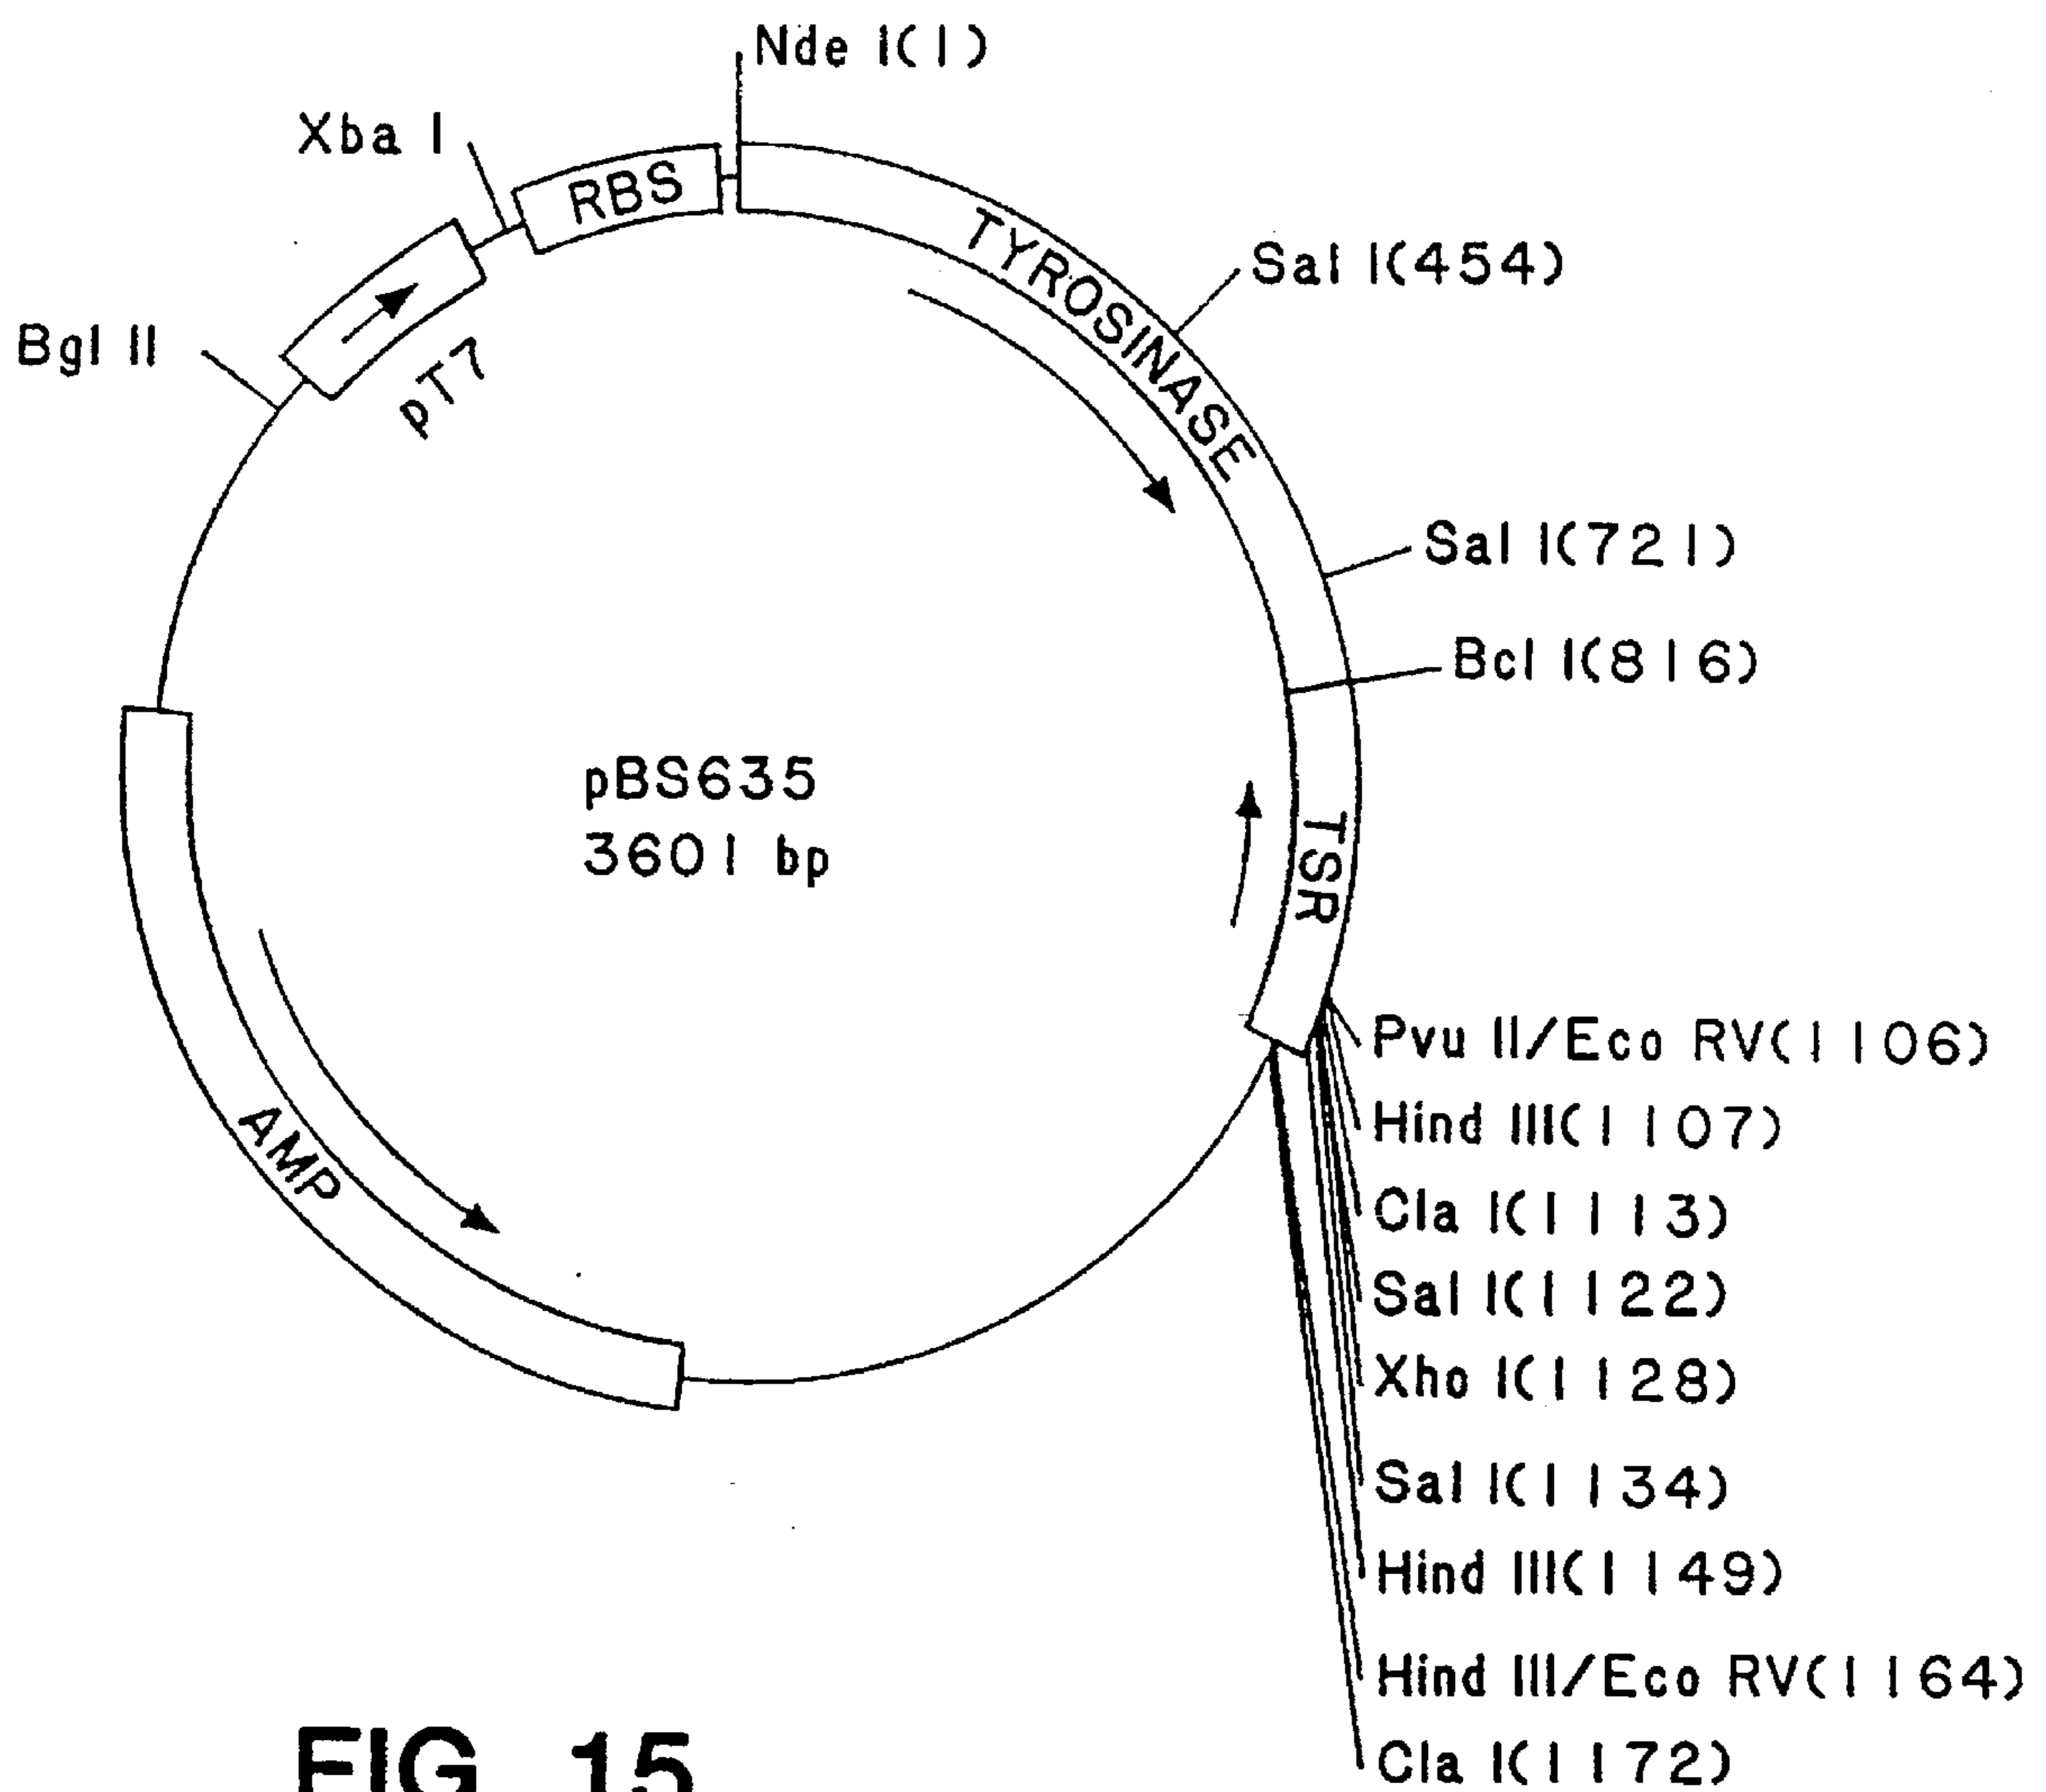 Nde I(1)
Xba I
RBS
TYROSINASE
Sal I(454)
Bgl II
pT7
Sal I(721)
Bcl I(816)
pBS635
3601 bp
TSR
Pvu II/Eco RV(1106)
Hind III(1107)
Cla I(1113)
AMP
Sal I(1122)
Xho I(1128)
Sal I(1134)
Hind III(1149)
Hind III/Eco RV(1164)
Cla I(1172)
FIG. 15